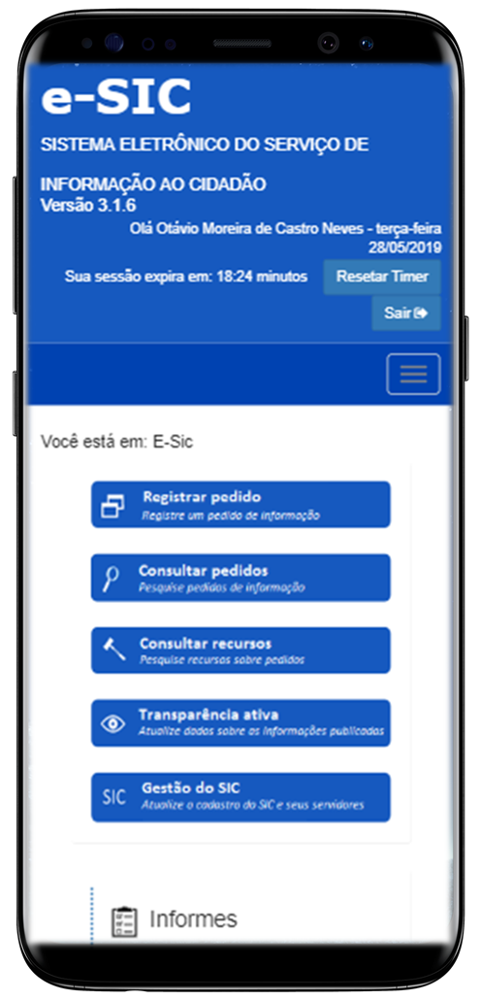 e-SIC
SISTEMA ELETRÔNICO DO SERVIÇO DE
INFORMAÇÃO AO CIDADÃO
Versão 3.1.6
Olá Otávio Moreira de Castro Neves - terça-feira
28/05/2019
Sua sessão expira em: 18:24 minutos
Resetar Timer
Sair
Você está em: E-Sic
Registrar pedido
Registre um pedido de informação
Consultar pedidos
Pesquise pedidos de informação
Consultar recursos
Pesquise recursos sobre pedidos
Transparência ativa
Atualize dados sobre as informações publicadas
SIC
Gestão do SIC
Atualize o cadastro do SIC e seus servidores
Informes